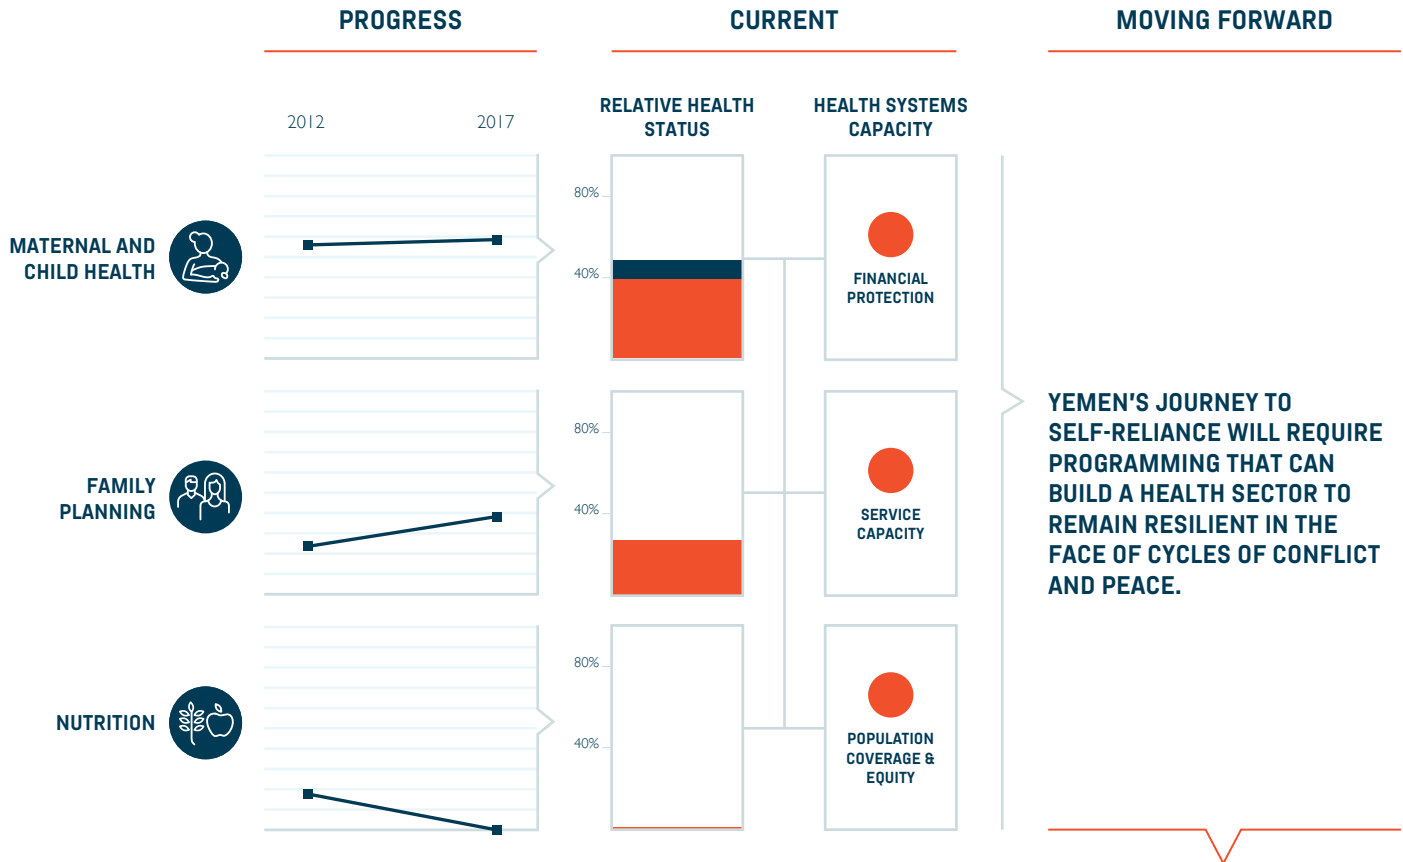 PROGRESS
CURRENT
MOVING FORWARD
2012
2017
RELATIVE HEALTH
STATUS
HEALTH SYSTEMS
CAPACITY
MATERNAL AND
CHILD HEALTH
80%
40%
FINANCIAL
PROTECTION
FAMILY
PLANNING
80%
40%
SERVICE
CAPACITY
NUTRITION
80%
40%
POPULATION
COVERAGE &
EQUITY
YEMEN'S JOURNEY TO
SELF-RELIANCE WILL REQUIRE
PROGRAMMING THAT CAN
BUILD A HEALTH SECTOR TO
REMAIN RESILIENT IN THE
FACE OF CYCLES OF CONFLICT
AND PEACE.